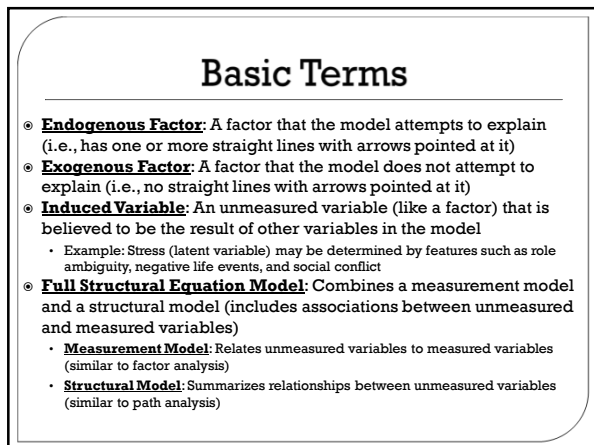 Basic Terms
Endogenous Factor: A factor that the model attempts to explain
(i.e., has one or more straight lines with arrows pointed at it)
Exogenous Factor: A factor that the model does not attempt to
explain (i.e., no straight lines with arrows pointed at it)
Induced Variable: An unmeasured variable (like a factor) that is
believed to be the result of other variables in the model
• Example: Stress (latent variable) may be determined by features such as role
ambiguity, negative life events, and social conflict
Full Structural Equation Model: Combines a measurement model
and a structural model (includes associations between unmeasured
and measured variables)
• Measurement Model: Relates unmeasured variables to measured variables
(similar to factor analysis)
• Structural Model: Summarizes relationships between unmeasured variables
(similar to path analysis)